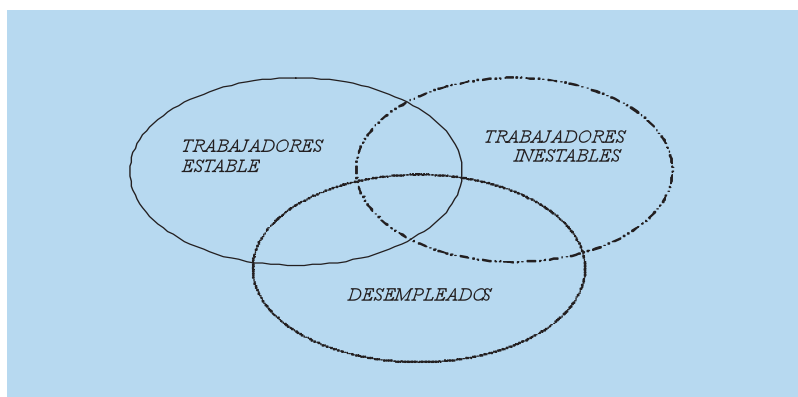 TRABAJADORES
ESTABLE
TRABAJADORES
INESTABLES
DESEMPLEADOS